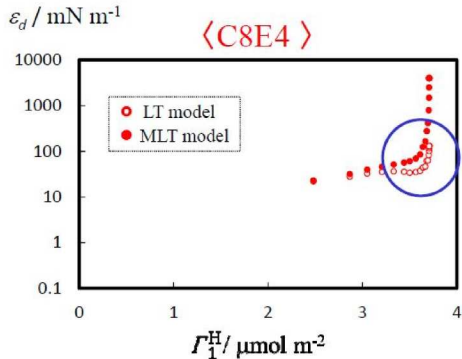 ε_d / mN m⁻¹
〈C8E4 〉
10000
1000
100
10
1
0.1
LT model
MLT model
0 1 2 3 4
Γ₁ᴴ/ μmol m⁻²